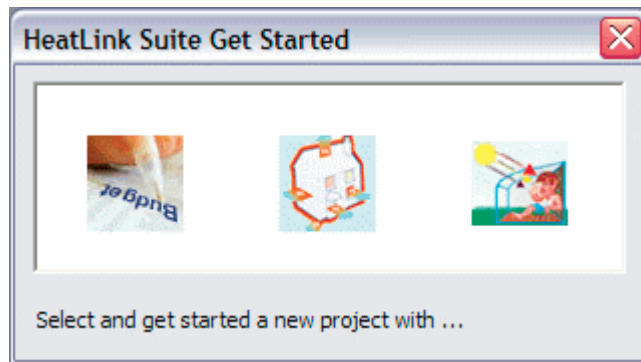 HeatLink Suite Get Started
Budget
Select and get started a new project with ...